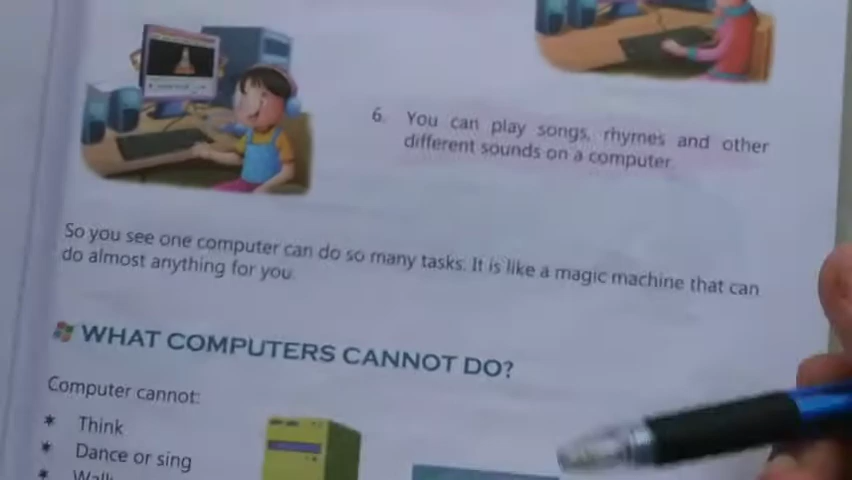 6. You can play songs, rhymes and other
different sounds on a computer.
So you see one computer can do so many tasks. It is like a magic machine that can
do almost anything for you.
WHAT COMPUTERS CANNOT DO?
Computer cannot:
* Think
* Dance or sing
* Walk